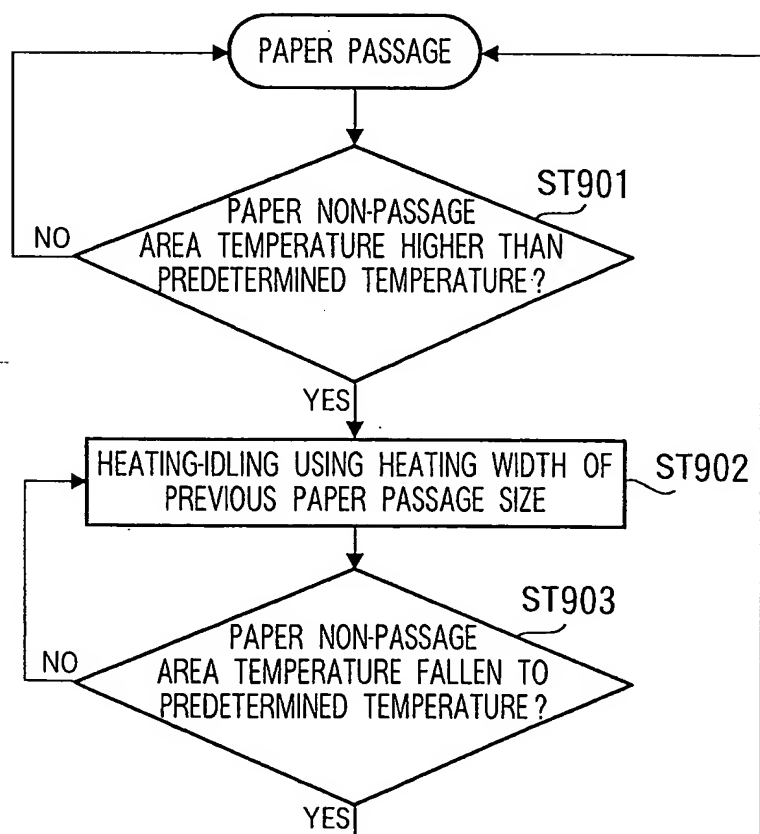 PAPER PASSAGE
ST901
PAPER NON-PASSAGE
AREA TEMPERATURE HIGHER THAN
PREDETERMINED TEMPERATURE?
NO
YES
HEATING-IDLING USING HEATING WIDTH OF
PREVIOUS PAPER PASSAGE SIZE
ST902
ST903
PAPER NON-PASSAGE
AREA TEMPERATURE FALLEN TO
PREDETERMINED TEMPERATURE?
NO
YES